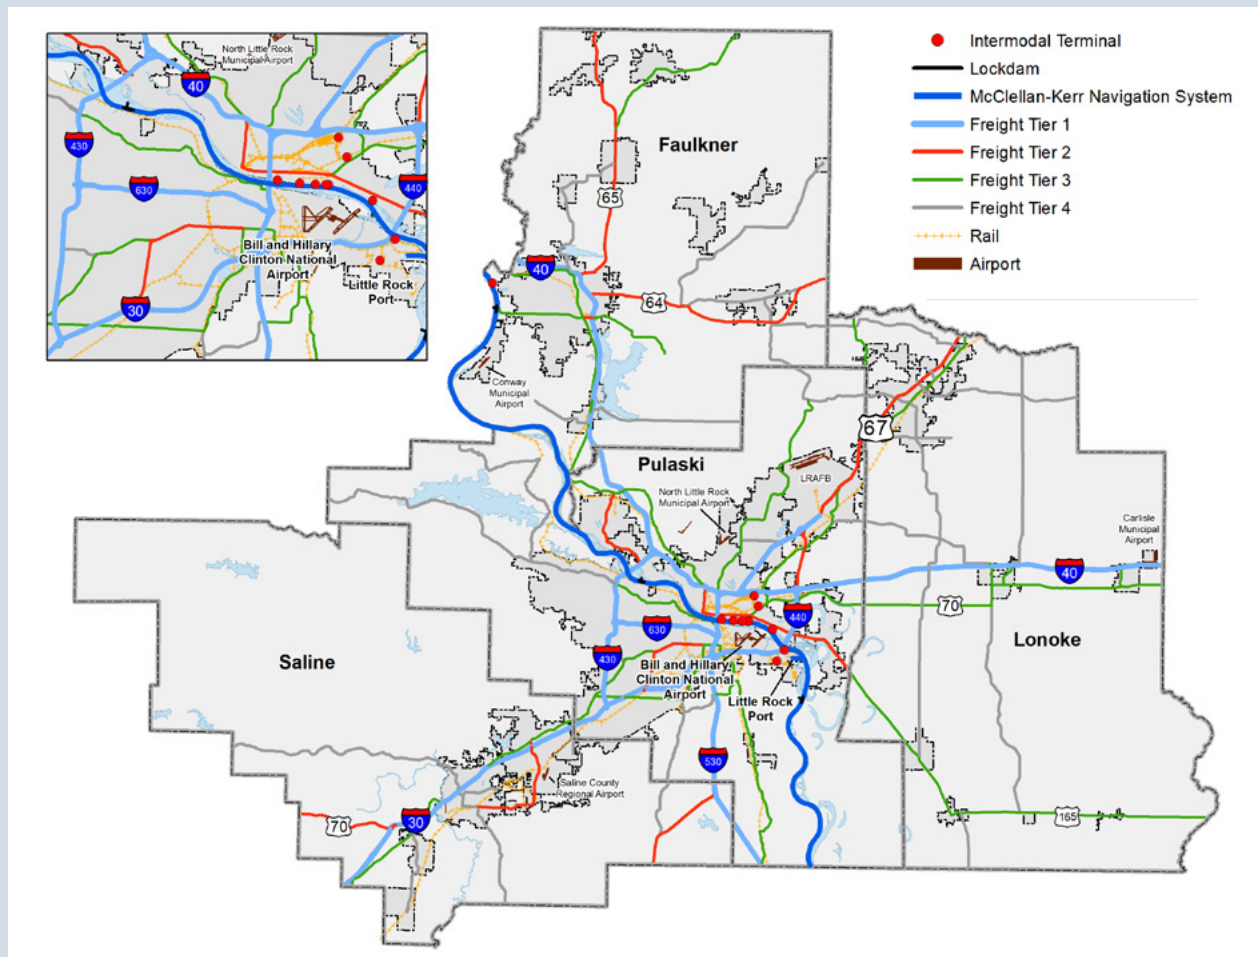 North Little Rock
Municipal Airport
40
430
630
440
Bill and Hillary
Clinton National
Airport
Little Rock
Port
30
Intermodal Terminal
Lockdam
McClellan-Kerr Navigation System
Freight Tier 1
Freight Tier 2
Freight Tier 3
Freight Tier 4
Rail
Airport
Faulkner
65
40
64
Conway
Municipal
Airport
67
Pulaski
LRAFB
North Little Rock
Municipal Airport
Carlisle
Municipal
Airport
40
70
440
630
430
Lonoke
Saline
Bill and Hillary
Clinton National
Airport
Little Rock
Port
530
Saline County
Regional Airport
70
30
165